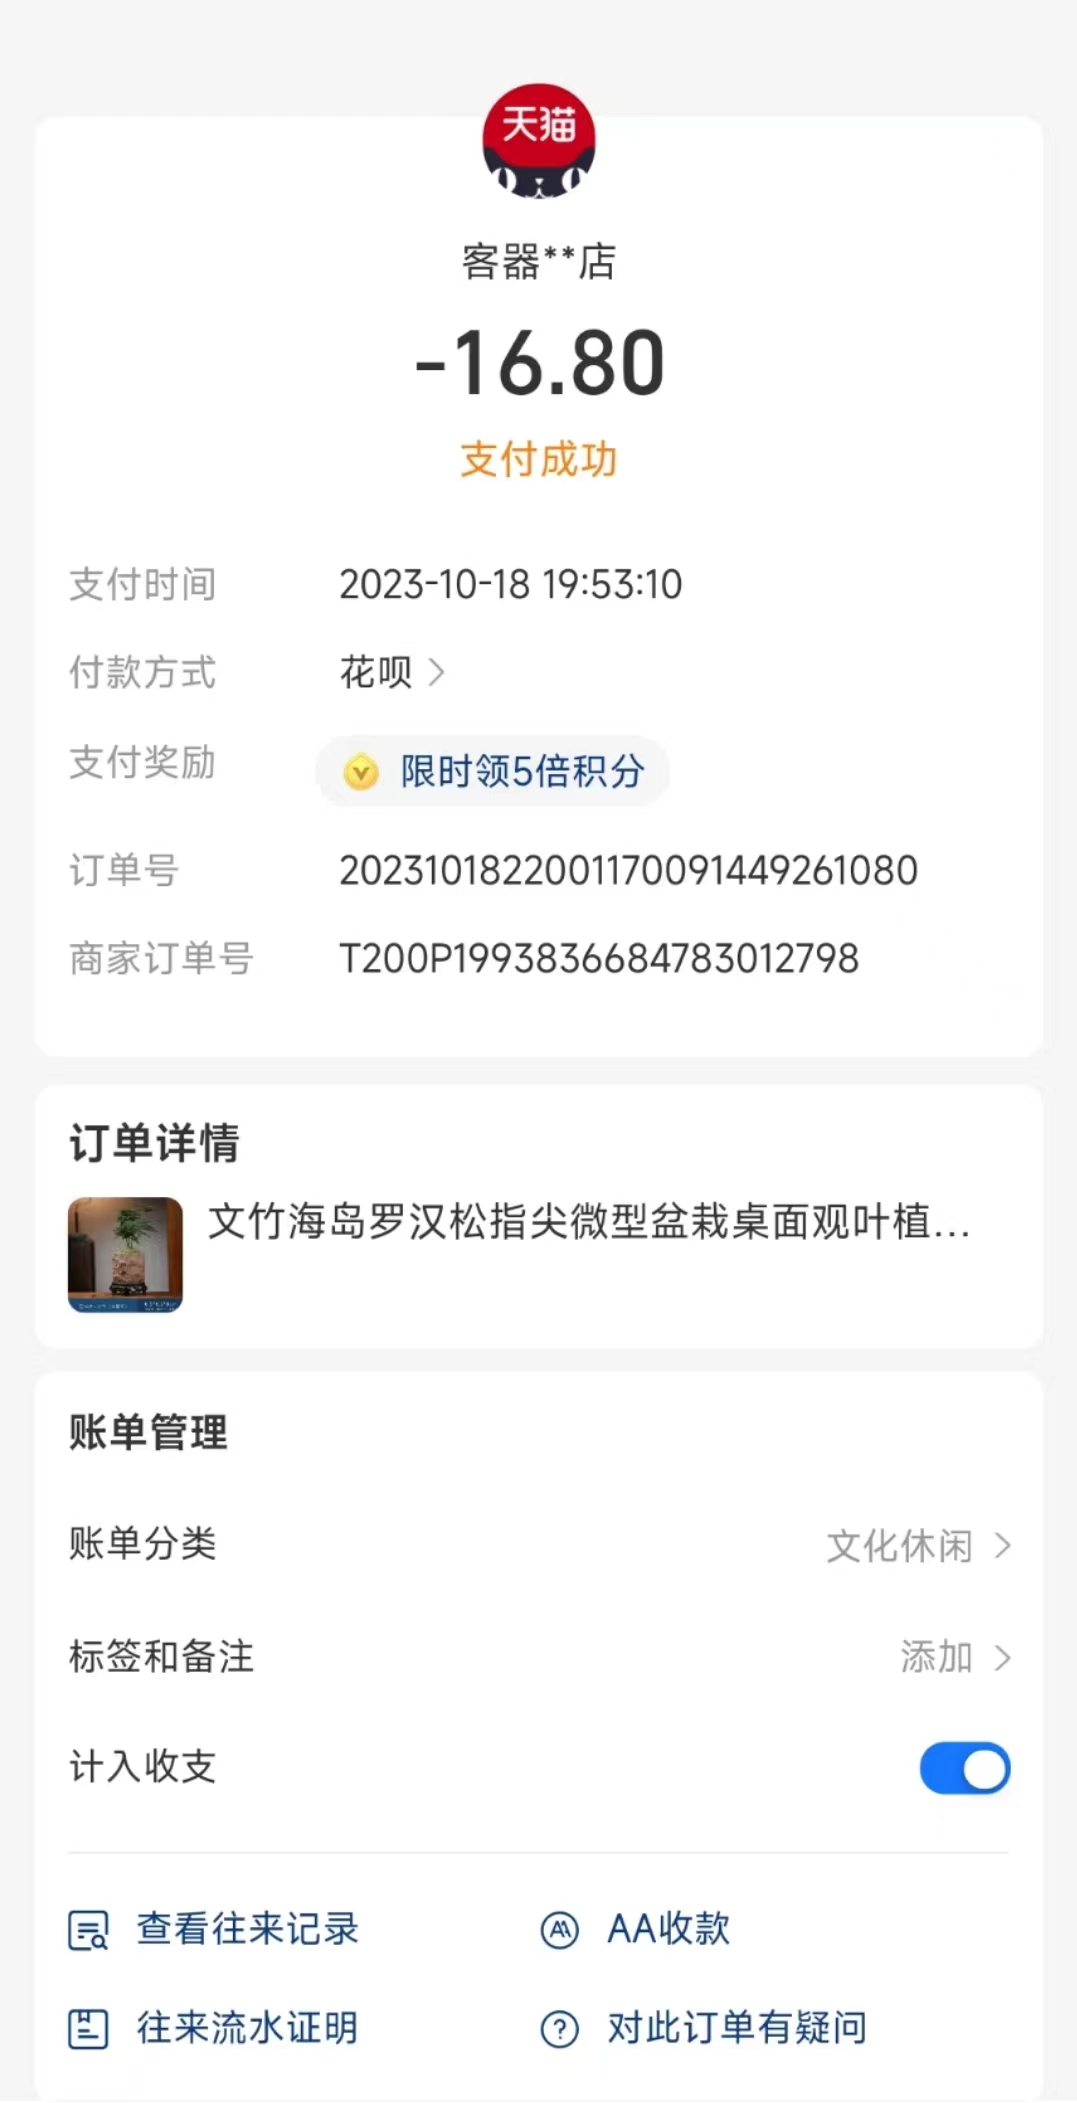 天猫
客器**店
-16.80
支付成功
支付时间 2023-10-18 19:53:10
付款方式 花呗
支付奖励 限时领5倍积分
订单号 2023101822001170091449261080
商家订单号 T200P1993836684783012798
订单详情
文竹海岛罗汉松指尖微型盆栽桌面观叶植...
账单管理
账单分类 文化休闲
标签和备注 添加
计入收支
查看往来记录 AA收款
往来流水证明 对此订单有疑问